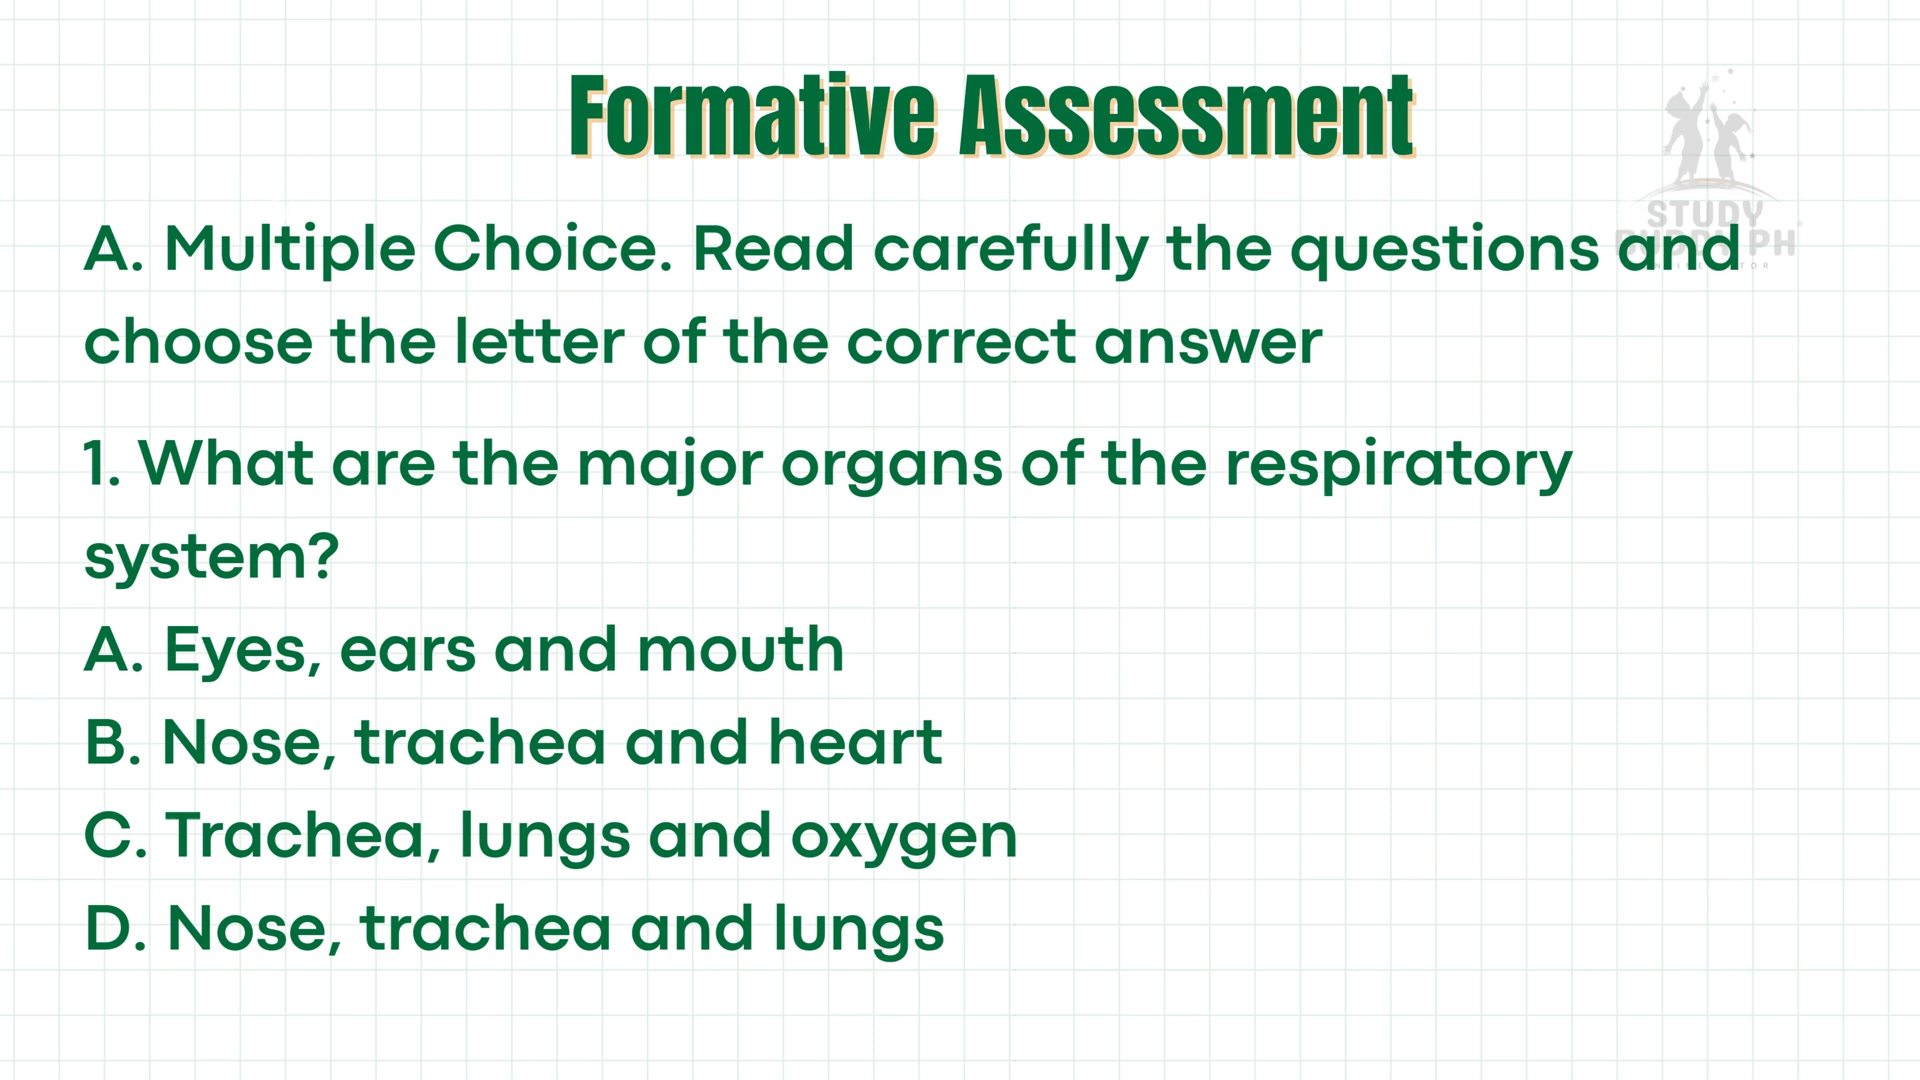 Formative Assessment
STUDY
A. Multiple Choice. Read carefully the questions and
choose the letter of the correct answer
1. What are the major organs of the respiratory
system?
A. Eyes, ears and mouth
B. Nose, trachea and heart
C. Trachea, lungs and oxygen
D. Nose, trachea and lungs